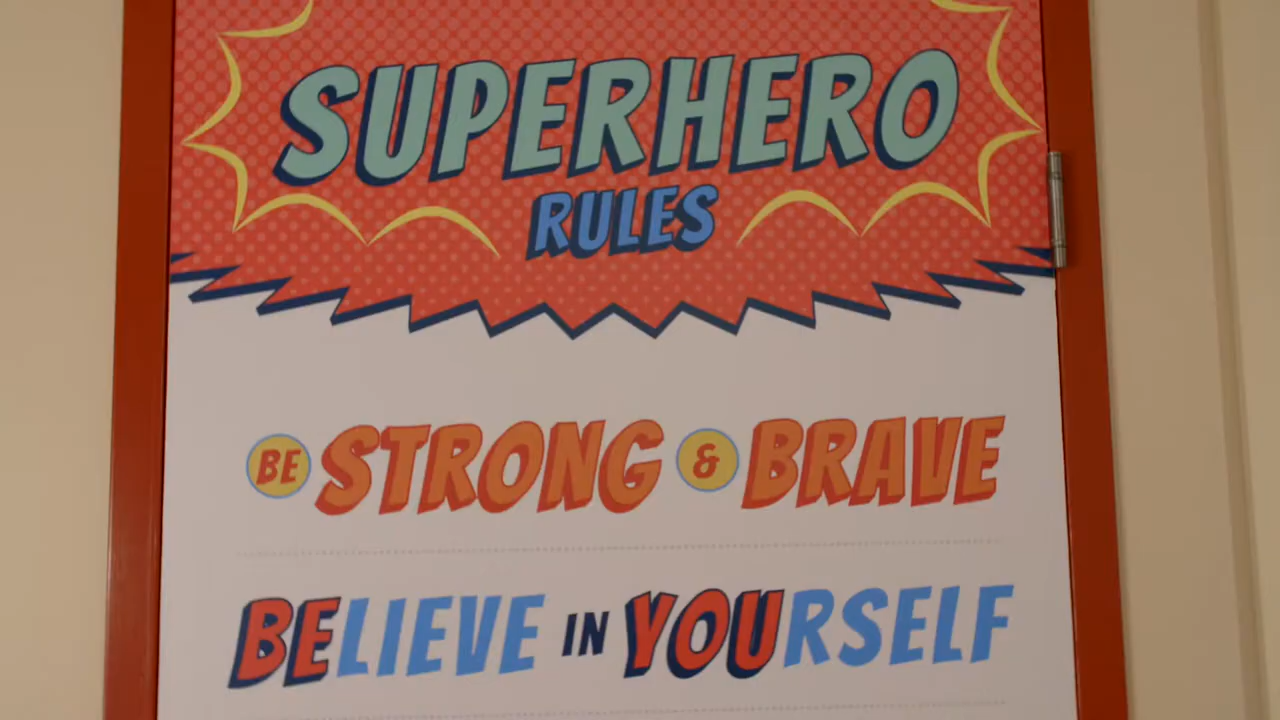 SUPERHERO
RULES
BE STRONG & BRAVE
BELIEVE IN YOURSELF